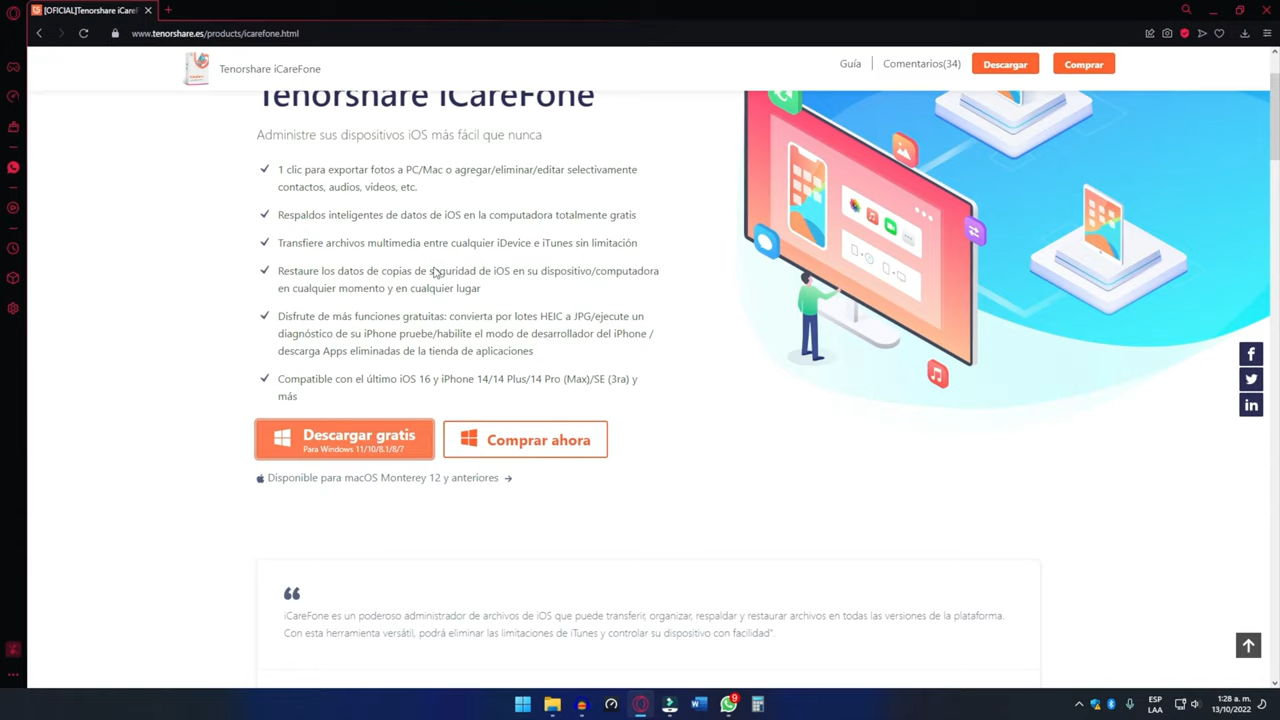 [OFICIAL]Tenorshare iCareF
www.tenorshare.es/products/icarefone.html
Tenorshare iCareFone
Guía
Comentarios(34)
Descargar
Comprar
Tenorshare iCareFone
Administre sus dispositivos iOS más fácil que nunca
1 clic para exportar fotos a PC/Mac o agregar/eliminar/editar selectivamente
contactos, audios, videos, etc.
Respaldos inteligentes de datos de iOS en la computadora totalmente gratis
Transfiere archivos multimedia entre cualquier iDevice e iTunes sin limitación
Restaure los datos de copias de seguridad de iOS en su dispositivo/computadora
en cualquier momento y en cualquier lugar
Disfrute de más funciones gratuitas: convierta por lotes HEIC a JPG/ejecute un
diagnóstico de su iPhone pruebe/habilite el modo de desarrollador del iPhone /
descarga Apps eliminadas de la tienda de aplicaciones
Compatible con el último iOS 16 y iPhone 14/14 Plus/14 Pro (Max)/SE (3ra) y
más
Descargar gratis
Para Windows 11/10/8.1/8/7
Comprar ahora
Disponible para macOS Monterey 12 y anteriores
iCareFone es un poderoso administrador de archivos de iOS que puede transferir, organizar, respaldar y restaurar archivos en todas las versiones de la plataforma.
Con esta herramienta versátil, podrá eliminar las limitaciones de iTunes y controlar su dispositivo con facilidad".
9
ESP
LAA
1:28 a. m.
13/10/2022